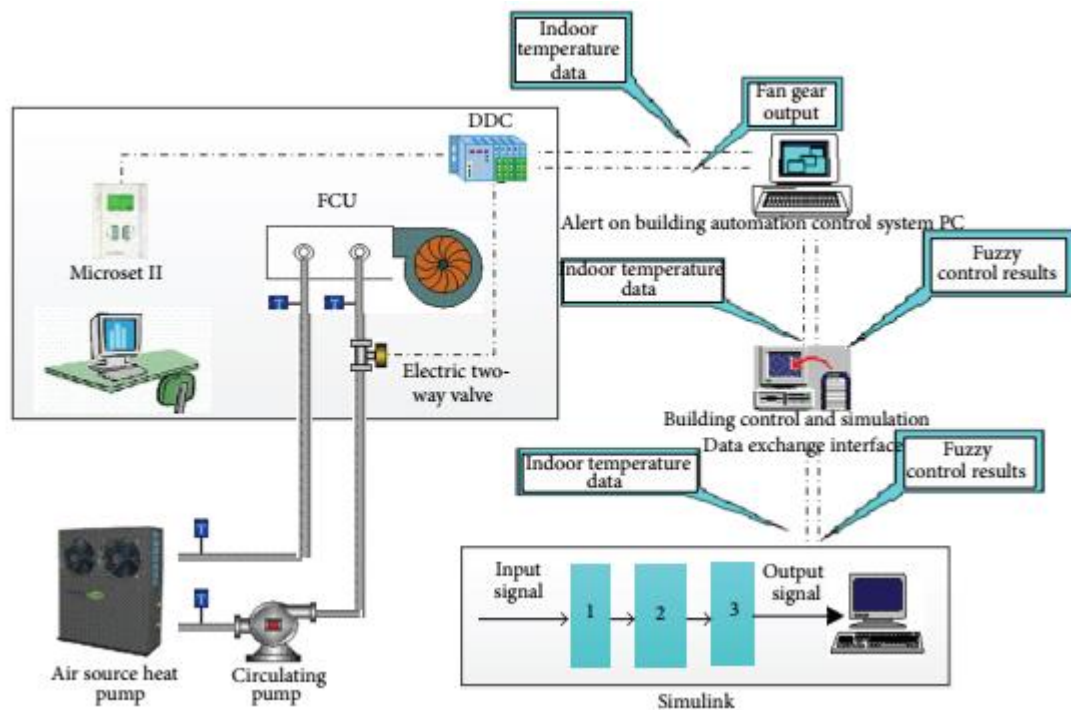 Indoor
temperature
data
Fan gear
output
DDC
FCU
Microset II
Alert on building automation control system PC
Indoor temperature
data
Fuzzy
control results
T
T
Electric two-
way valve
Building control and simulation
Data exchange interface
Indoor temperature
data
Fuzzy
control results
T
T
Air source heat
pump
Circulating
pump
Input
signal
1
2
3
Output
signal
Simulink